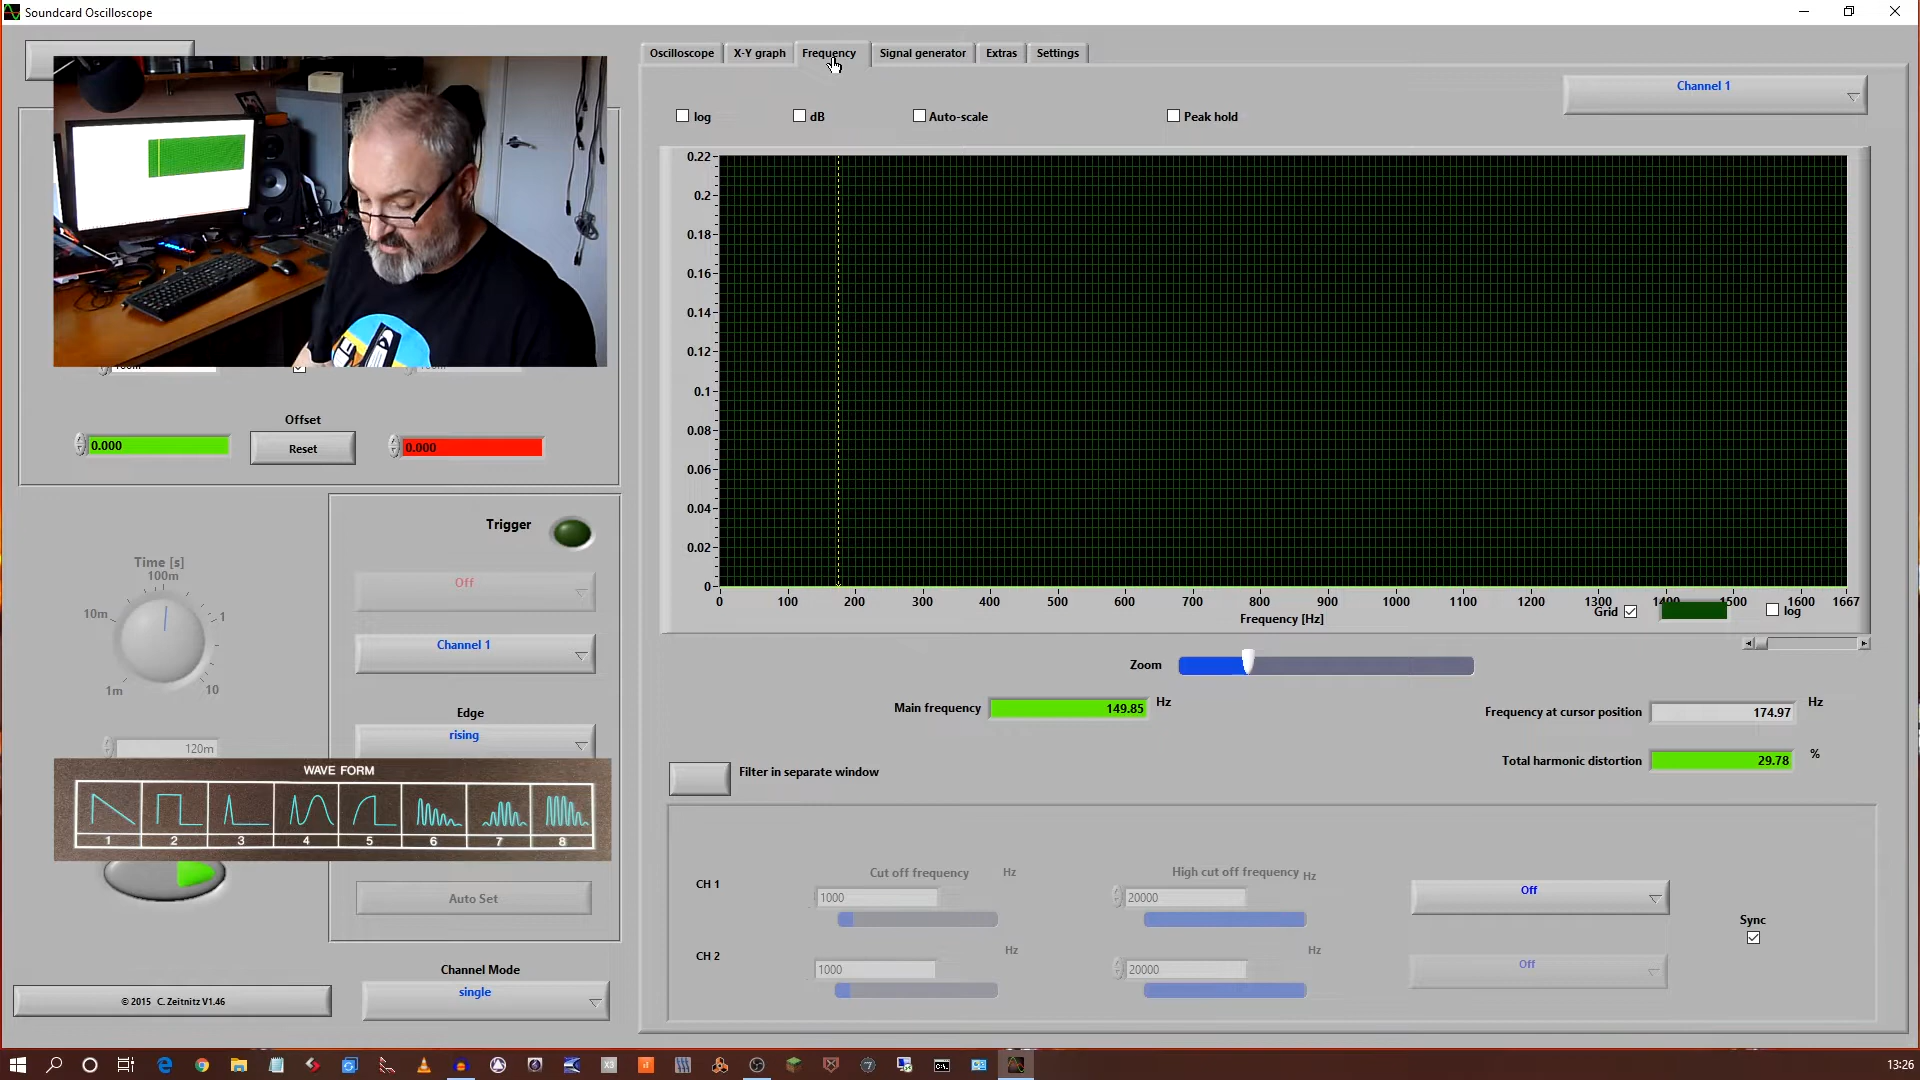 Soundcard Oscilloscope
Oscilloscope
X-Y graph
Frequency
Signal generator
Extras
Settings
Channel 1
log
dB
Auto-scale
Peak hold
0.22
0.2
0.18
0.16
0.14
0.12
0.1
0.08
0.06
0.04
0.02
0
0 100 200 300 400 500 600 700 800 900 1000 1100 1200 1300 1400 1500 1600 1667
Frequency [Hz]
Grid
log
Zoom
Main frequency 149.85 Hz
Frequency at cursor position 174.97 Hz
Total harmonic distortion 29.78 %
Filter in separate window
Cut off frequency Hz
High cut off frequency Hz
CH 1
1000
20000
Off
Sync
Hz
Hz
CH 2
1000
20000
Off
Offset
0.000
Reset
0.000
Time [s]
100m
10m
1
1m
10
120m
Trigger
Off
Channel 1
Edge
rising
WAVE FORM
1 2 3 4 5 6 7 8
Auto Set
Channel Mode
single
© 2015 C. Zeitnitz V1.46
13:26